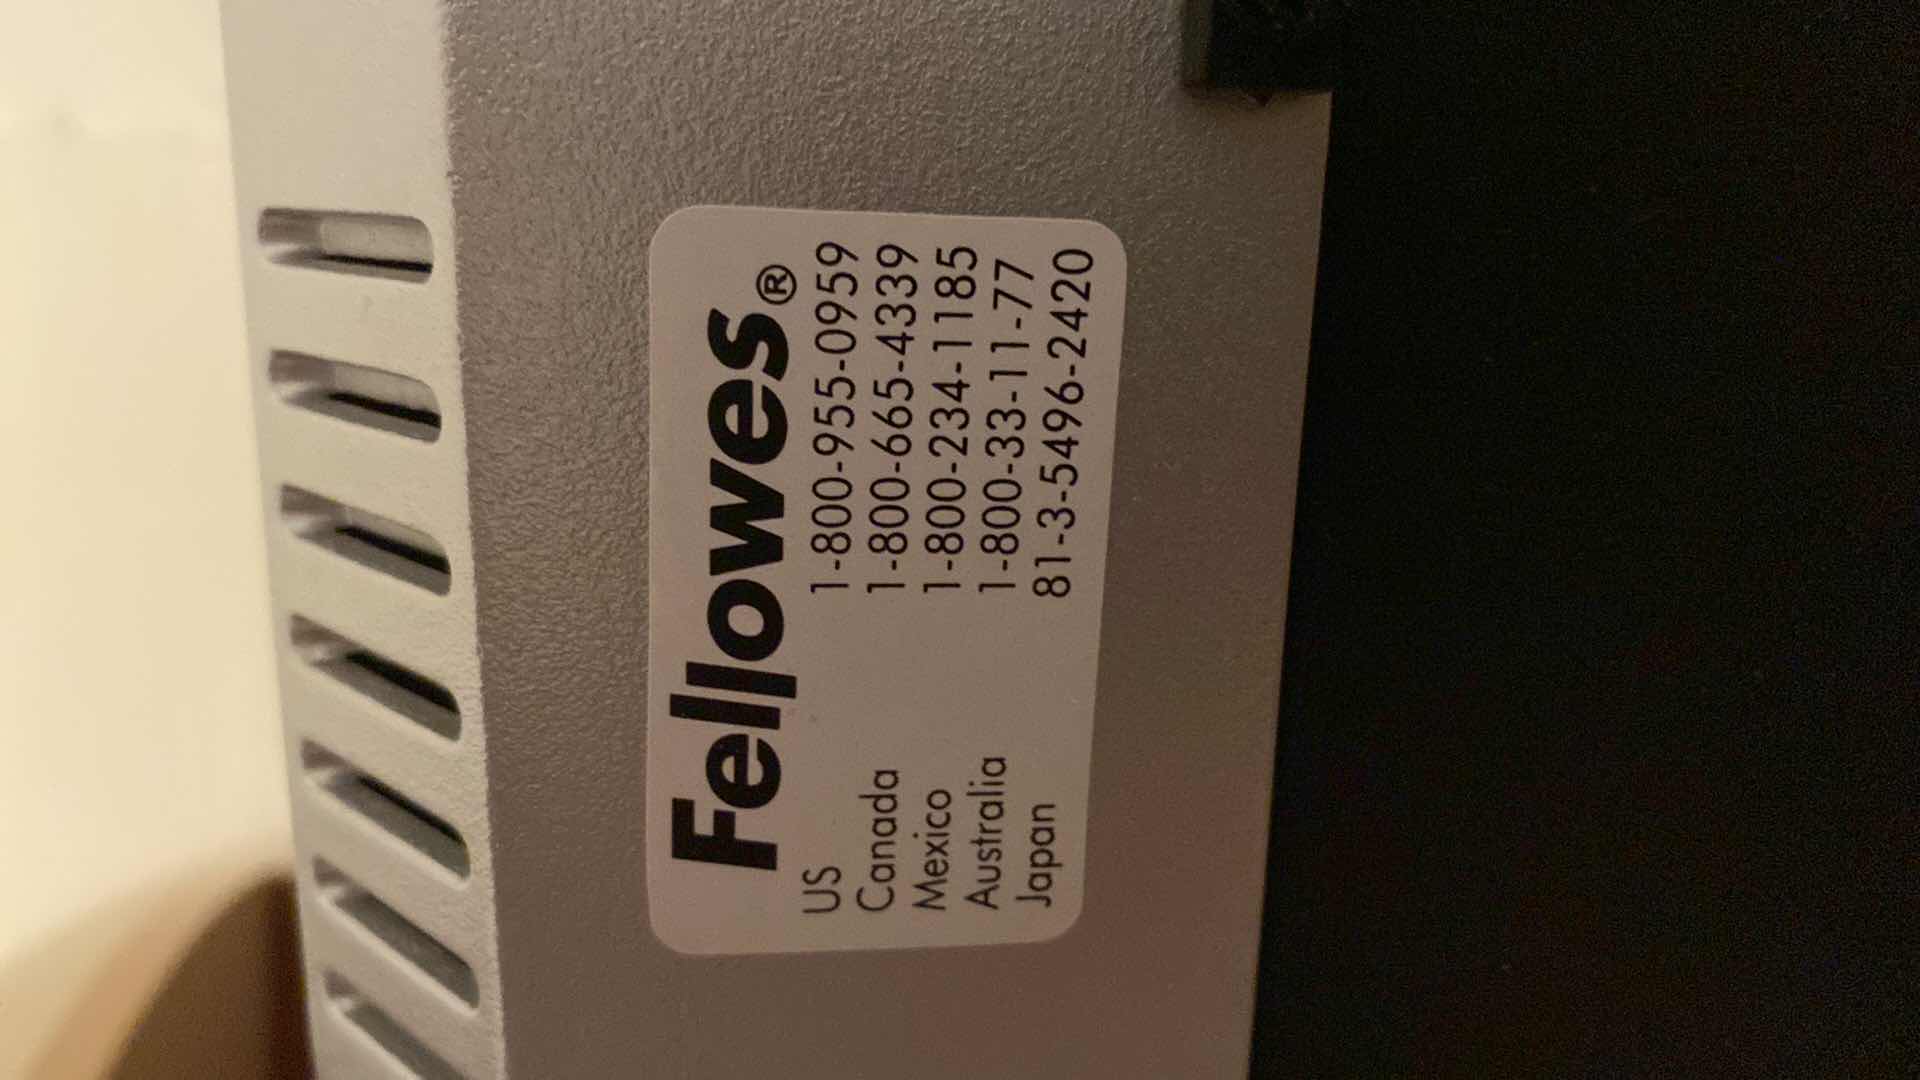 Fellowes®
US 1-800-955-0959
Canada 1-800-665-4339
Mexico 1-800-234-1185
Australia 1-800-33-11-77
Japan 81-3-5496-2420